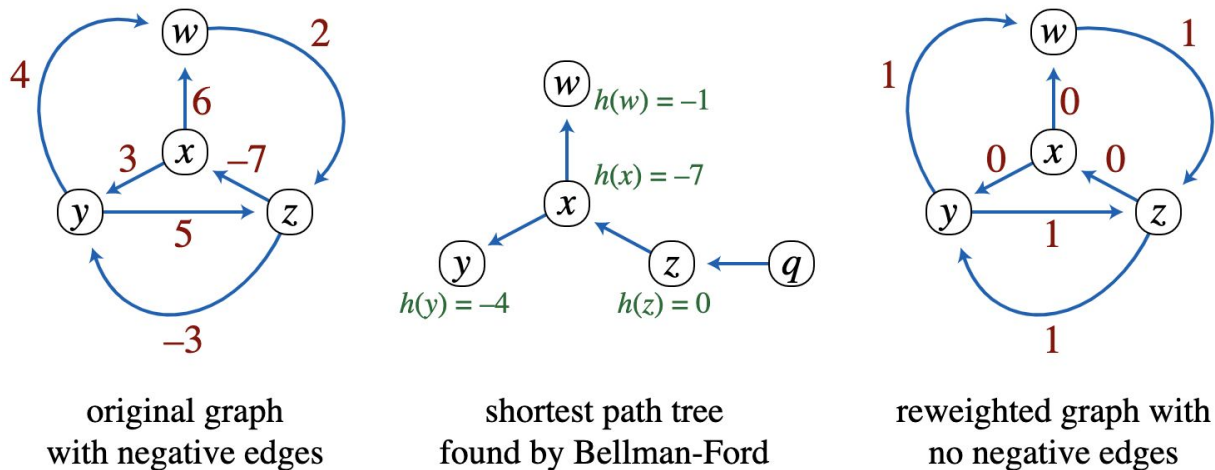 w
2
4
6
x
3
–7
y
z
5
–3
original graph
with negative edges
w
h(w) = –1
h(x) = –7
x
y
z
q
h(y) = –4
h(z) = 0
shortest path tree
found by Bellman-Ford
w
1
1
0
x
0
0
y
z
1
1
reweighted graph with
no negative edges